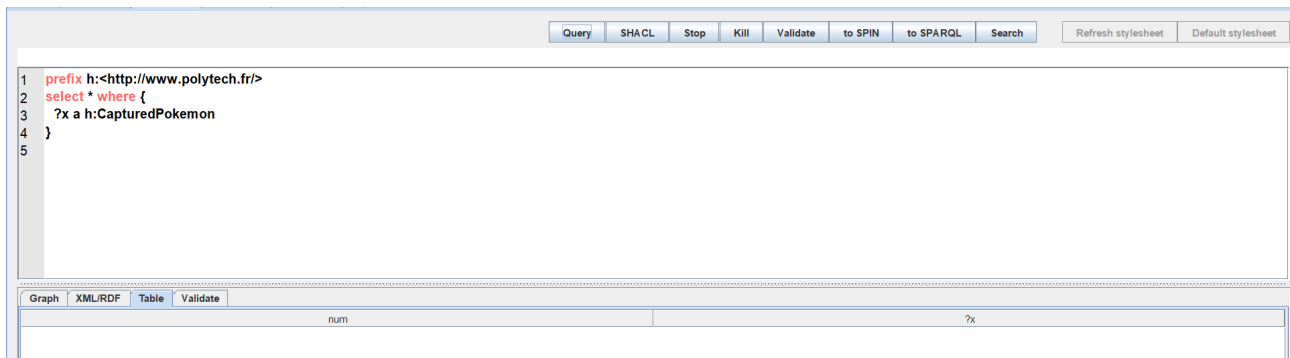 Query SHACL Stop Kill Validate to SPIN to SPARQL Search Refresh stylesheet Default stylesheet
1 prefix h:<http://www.polytech.fr/>
2 select * where {
3 ?x a h:CapturedPokemon
4 }
5
Graph XML/RDF Table Validate
num ?x